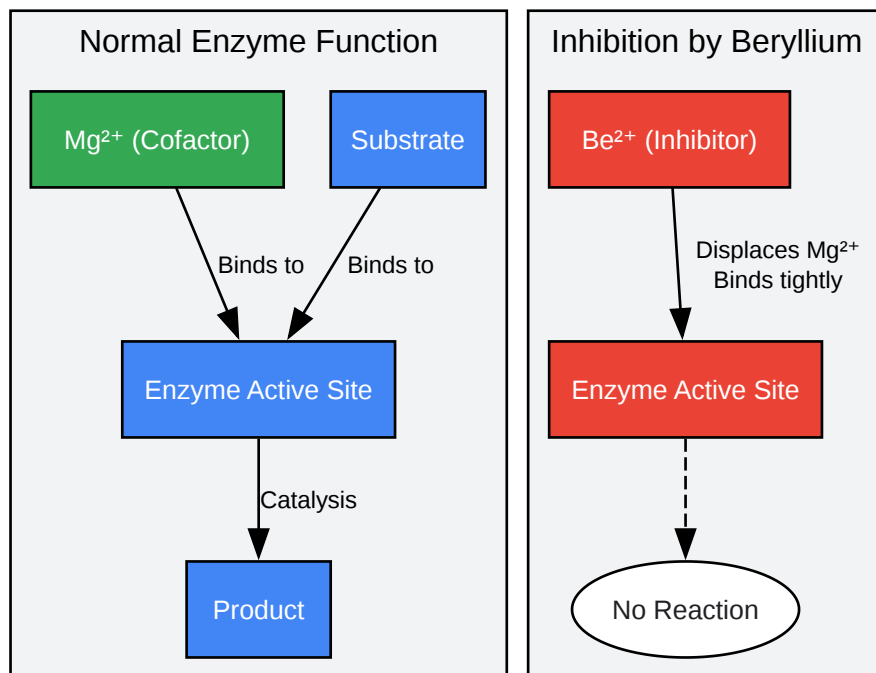 Normal Enzyme Function
Mg²⁺ (Cofactor)
Substrate
Binds to
Binds to
Enzyme Active Site
Catalysis
Product
Inhibition by Beryllium
Be²⁺ (Inhibitor)
Displaces Mg²⁺
Binds tightly
Enzyme Active Site
No Reaction